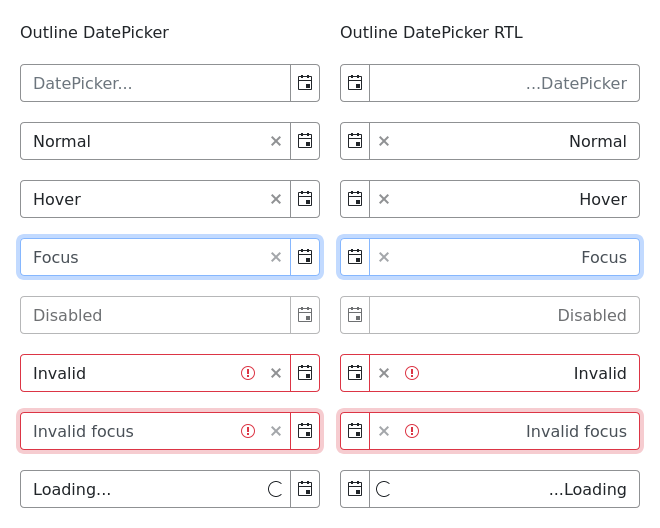 Outline DatePicker
DatePicker...
Normal
Hover
Focus
Disabled
Invalid
Invalid focus
Loading...
Outline DatePicker RTL
...DatePicker
Normal
Hover
Focus
Disabled
Invalid
Invalid focus
...Loading